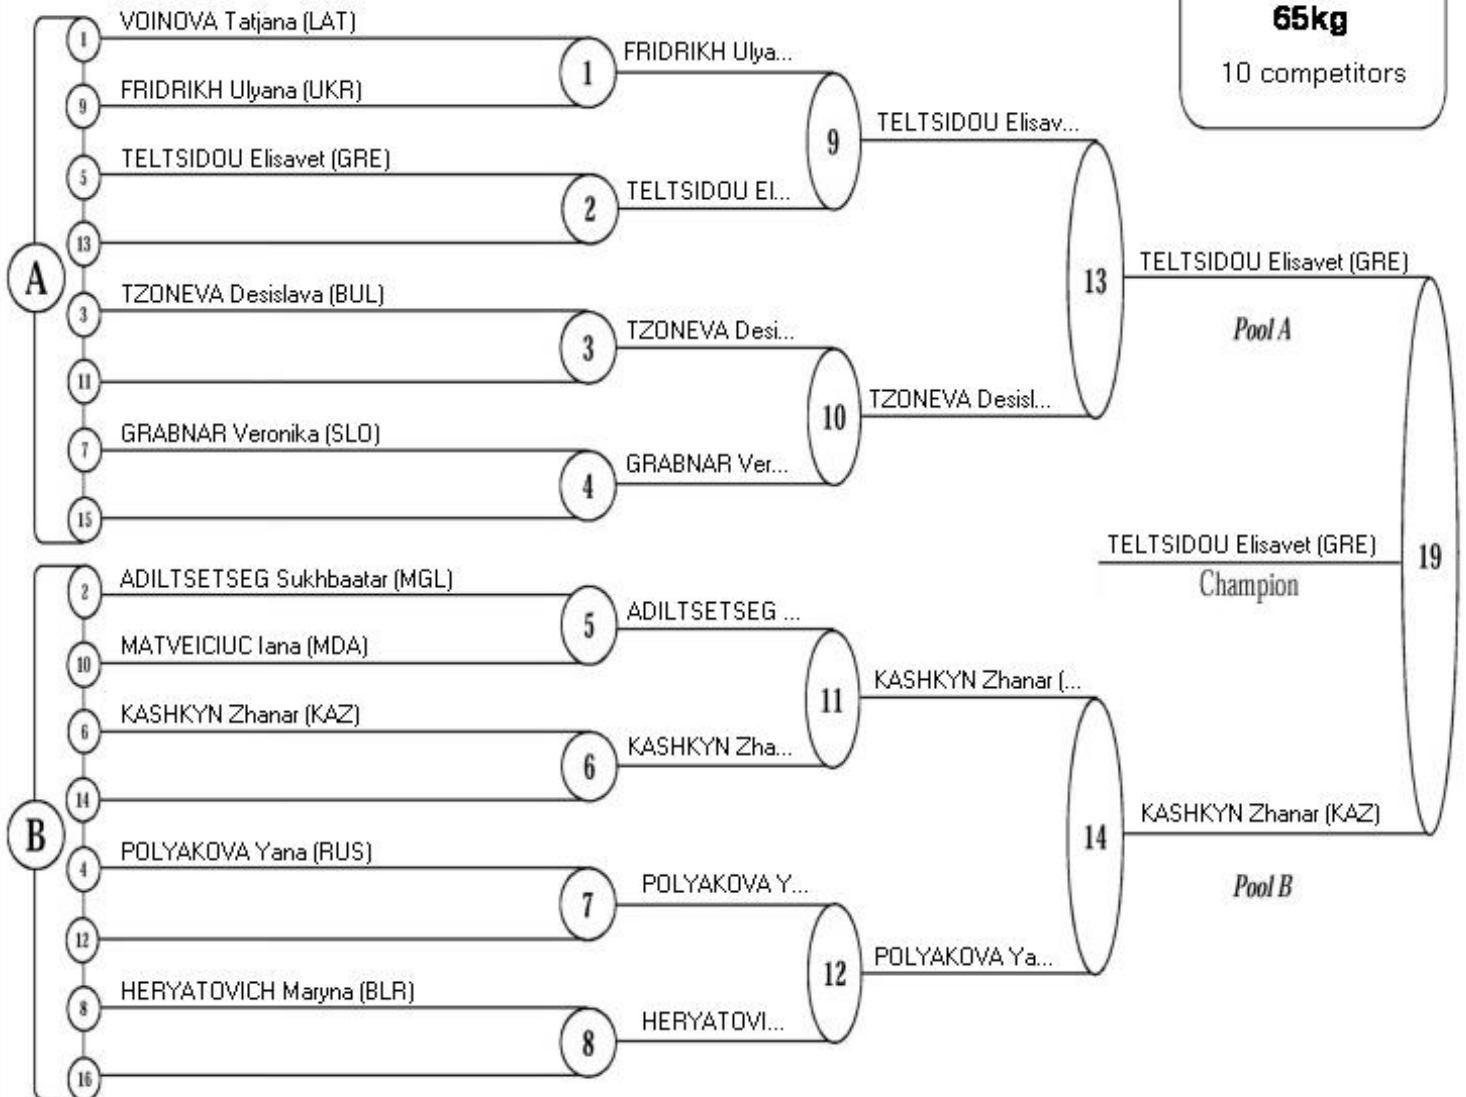 65kg
10 competitors
A
1
VOINOVA Tatjana (LAT)
9
FRIDRIKH Ulyana (UKR)
5
TELTSIDOU Elisavet (GRE)
13
3
TZONEVA Desislava (BUL)
11
7
GRABNAR Veronika (SLO)
15
1
2
3
4
FRIDRIKH Ulya...
TELTSIDOU El...
TZONEVA Desi...
GRABNAR Ver...
9
10
TELTSIDOU Elisav...
TZONEVA Desisl...
13
TELTSIDOU Elisavet (GRE)
Pool A
B
2
ADILTSETSEG Sukhbaatar (MGL)
10
MATVEICIUC Iana (MDA)
6
KASHKYN Zhanar (KAZ)
14
4
POLYAKOVA Yana (RUS)
12
8
HERYATOVICH Maryna (BLR)
16
5
6
7
8
ADILTSETSEG ...
KASHKYN Zha...
POLYAKOVA Y...
HERYATOVI...
11
12
KASHKYN Zhanar (...
POLYAKOVA Ya...
14
KASHKYN Zhanar (KAZ)
Pool B
TELTSIDOU Elisavet (GRE)
Champion
19